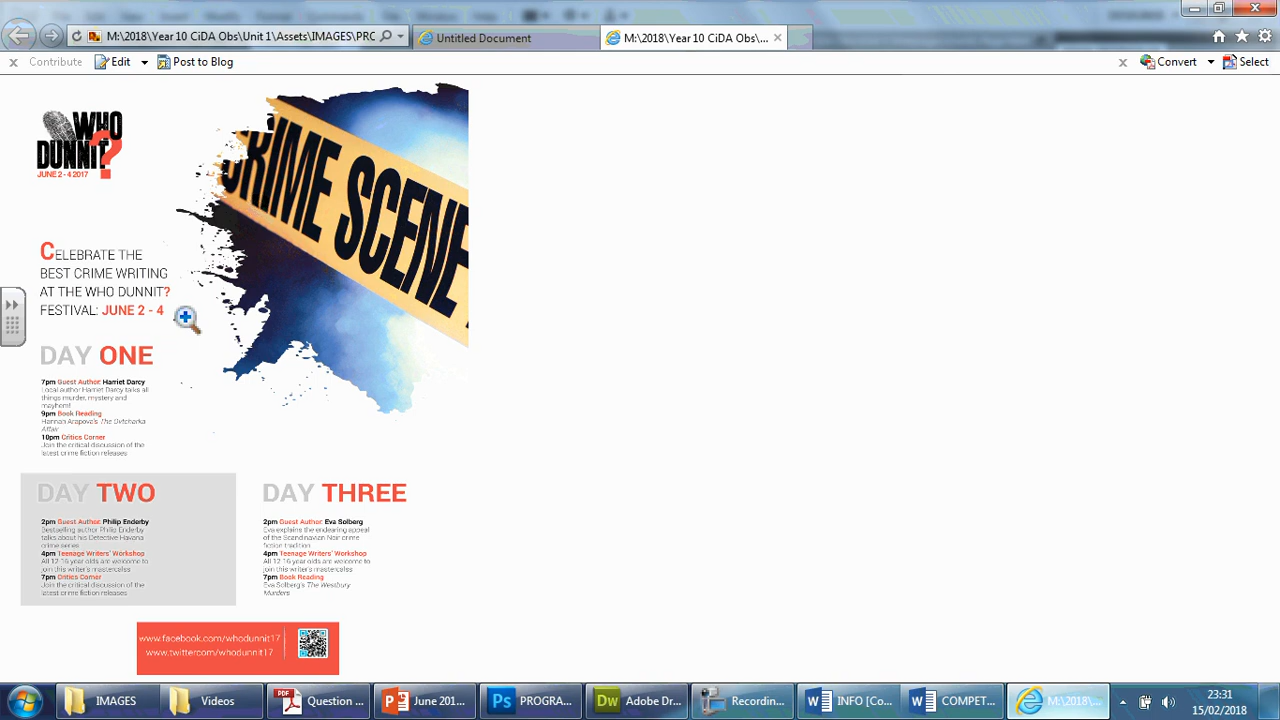 M:\2018\Year 10 CiDA Obs\Unit 1\Assets\IMAGES\PRC
Untitled Document
M:\2018\Year 10 CiDA Obs\...
Contribute Edit Post to Blog
Convert Select
WHO
DUNNIT?
JUNE 2 - 4 2017
CRIME SCENE
CELEBRATE THE
BEST CRIME WRITING
AT THE WHO DUNNIT?
FESTIVAL: JUNE 2 - 4
DAY ONE
7pm Guest Author: Harriet Darcy
Local author Harriet Darcy talks all
things murder, mystery and
mayhem!
9pm Book Reading
Hannah Arapova's The Ovtcharka
Affair
10pm Critics Corner
Join the critical discussion of the
latest crime fiction releases
DAY TWO
2pm Guest Author: Philip Enderby
Bestselling author Philip Enderby
talks about his Detective Havana
crime series
4pm Teenage Writers' Workshop
All 12-16 year olds are welcome to
join this writer's masterclass
7pm Critics Corner
Join the critical discussion of the
latest crime fiction releases
DAY THREE
2pm Guest Author: Eva Solberg
Eva explains the endearing appeal
of the Scandinavian Noir crime
fiction tradition
4pm Teenage Writers' Workshop
All 12-16 year olds are welcome to
join this writer's masterclass
7pm Book Reading
Eva Solberg's The Westbury
Murders
www.facebook.com/whodunnit17
www.twittercom/whodunnit17
IMAGES
Videos
Question ...
June 201...
PROGRA...
Adobe Dr...
Recordin...
INFO [Co...
COMPET...
M:\2018\...
23:31
15/02/2018